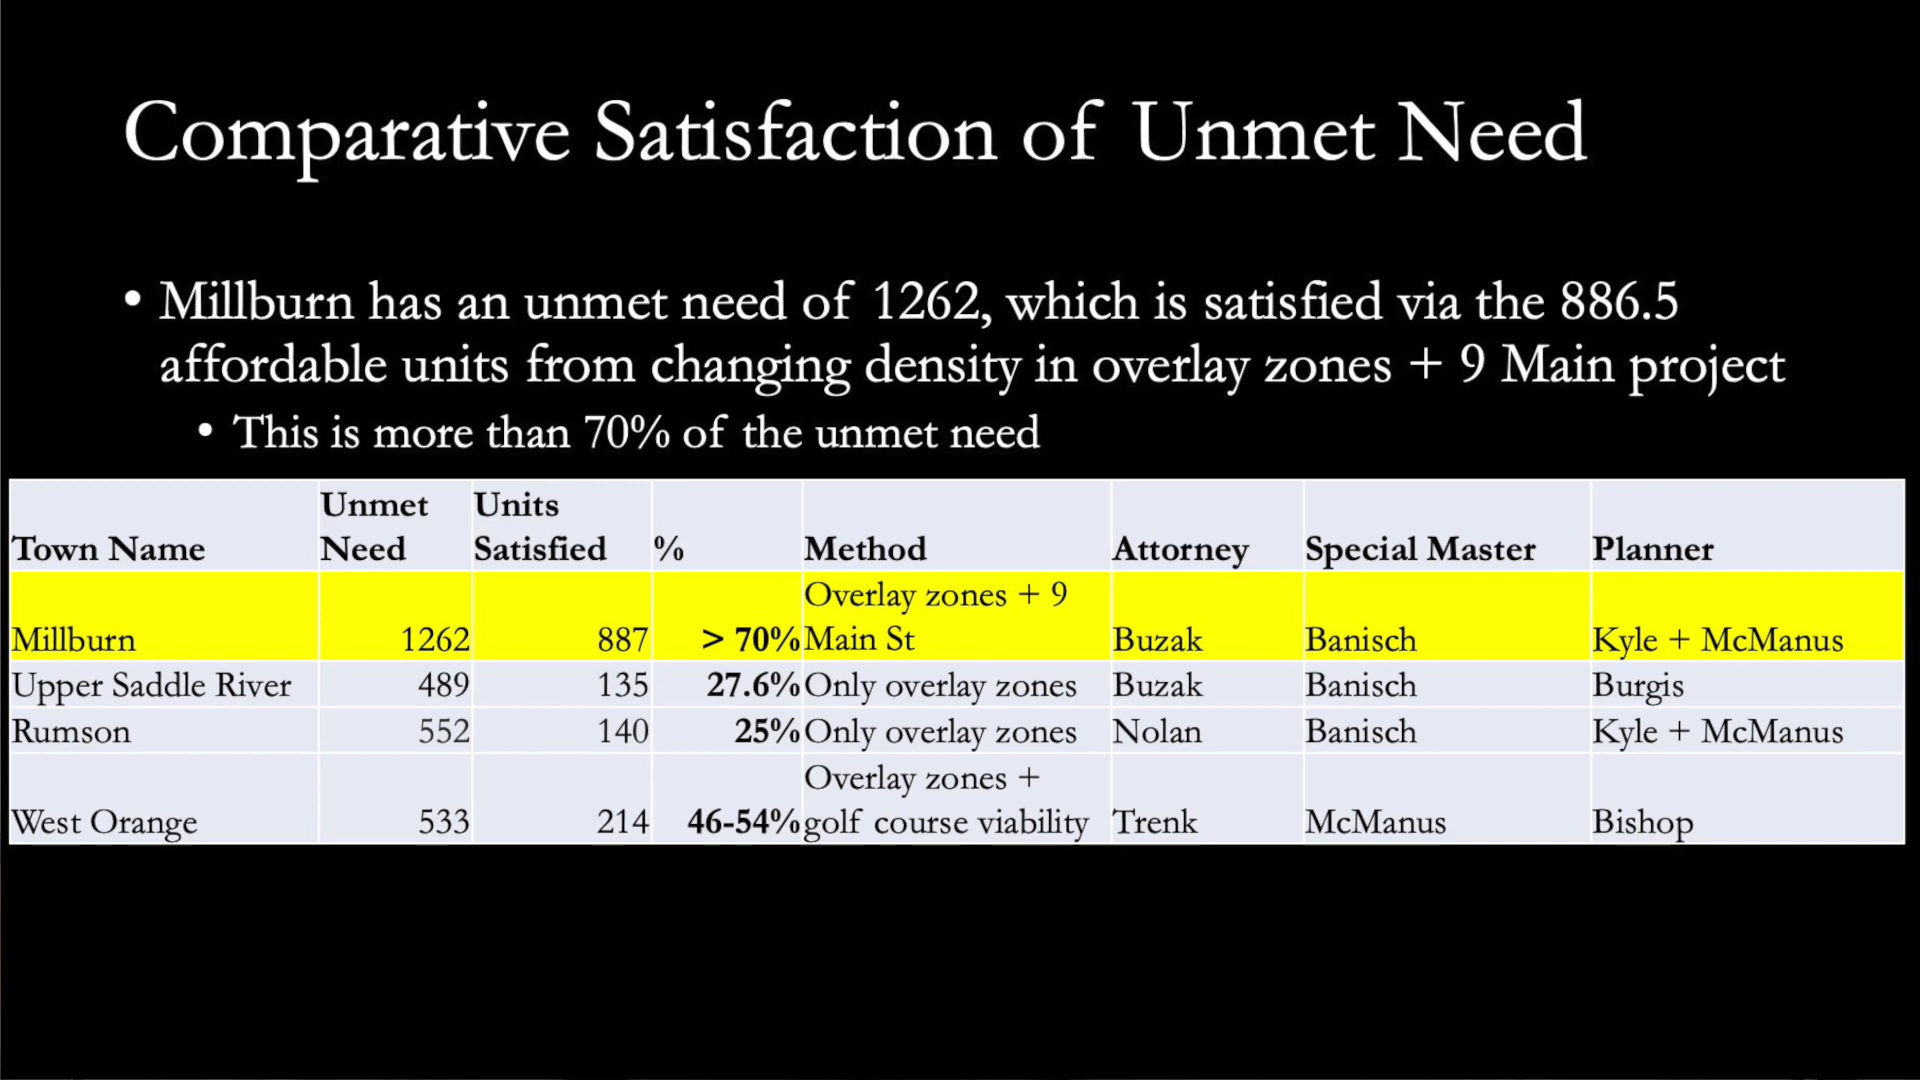 Comparative Satisfaction of Unmet Need
• Millburn has an unmet need of 1262, which is satisfied via the 886.5
affordable units from changing density in overlay zones + 9 Main project
• This is more than 70% of the unmet need
Town Name Unmet Need Units Satisfied % Method Attorney Special Master Planner
Millburn 1262 887 > 70% Overlay zones + 9 Main St Buzak Banisch Kyle + McManus
Upper Saddle River 489 135 27.6% Only overlay zones Buzak Banisch Burgis
Rumson 552 140 25% Only overlay zones Nolan Banisch Kyle + McManus
West Orange 533 214 46-54% Overlay zones + golf course viability Trenk McManus Bishop